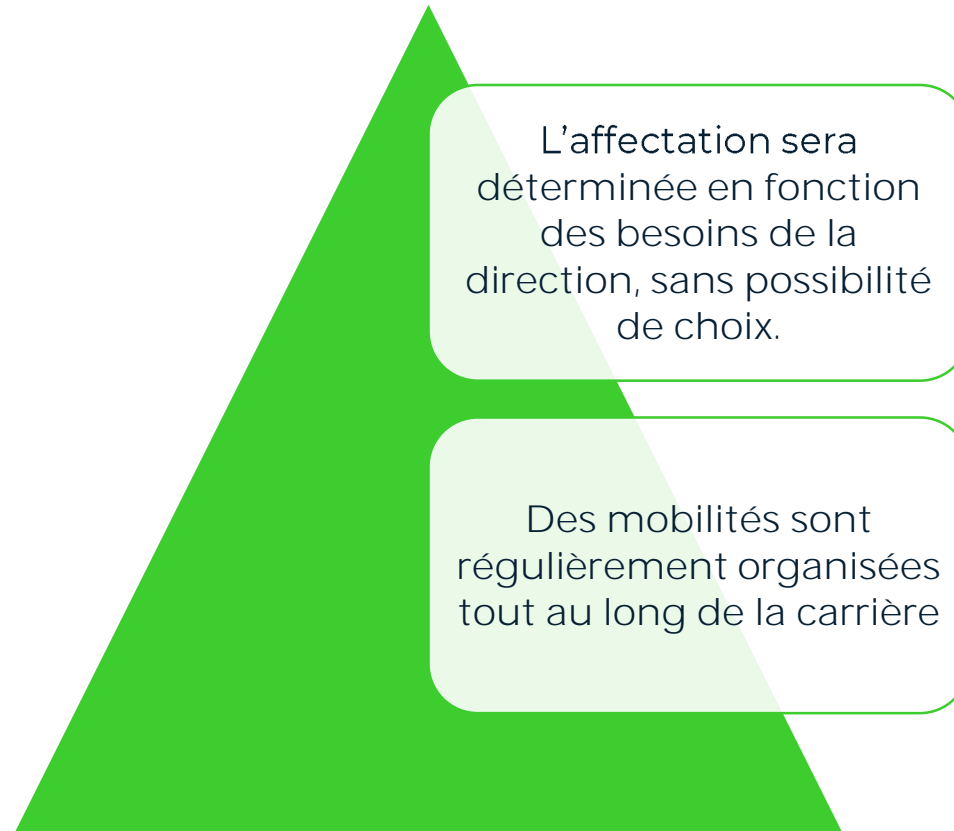 L’affectation sera
déterminée en fonction
des besoins de la
direction, sans possibilité
de choix.
Des mobilités sont
régulièrement organisées
tout au long de la carrière